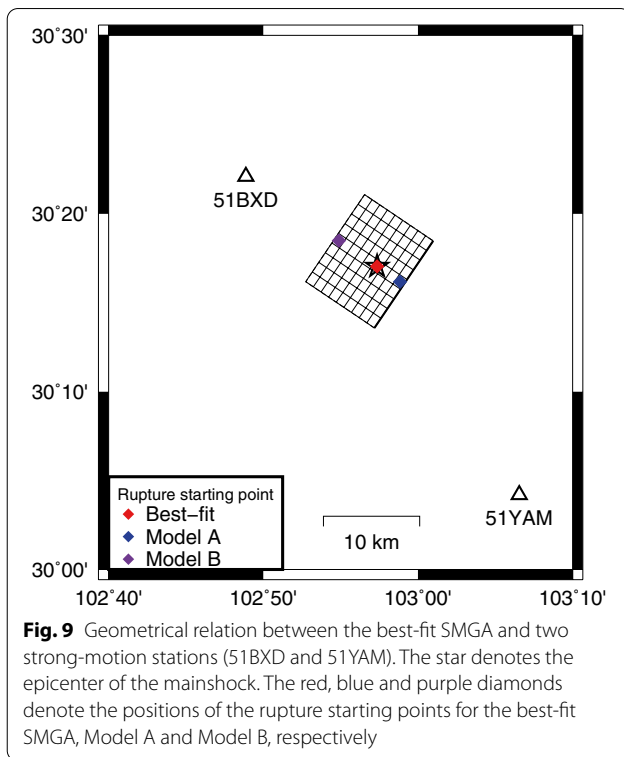 30˚30'
51BXD
30˚20'
30˚10'
Rupture starting point
Best−fit
Model A
Model B
10 km
51YAM
30˚00'
102˚40' 102˚50' 103˚00' 103˚10'
Fig. 9 Geometrical relation between the best-fit SMGA and two
strong-motion stations (51BXD and 51YAM). The star denotes the
epicenter of the mainshock. The red, blue and purple diamonds
denote the positions of the rupture starting points for the best-fit
SMGA, Model A and Model B, respectively